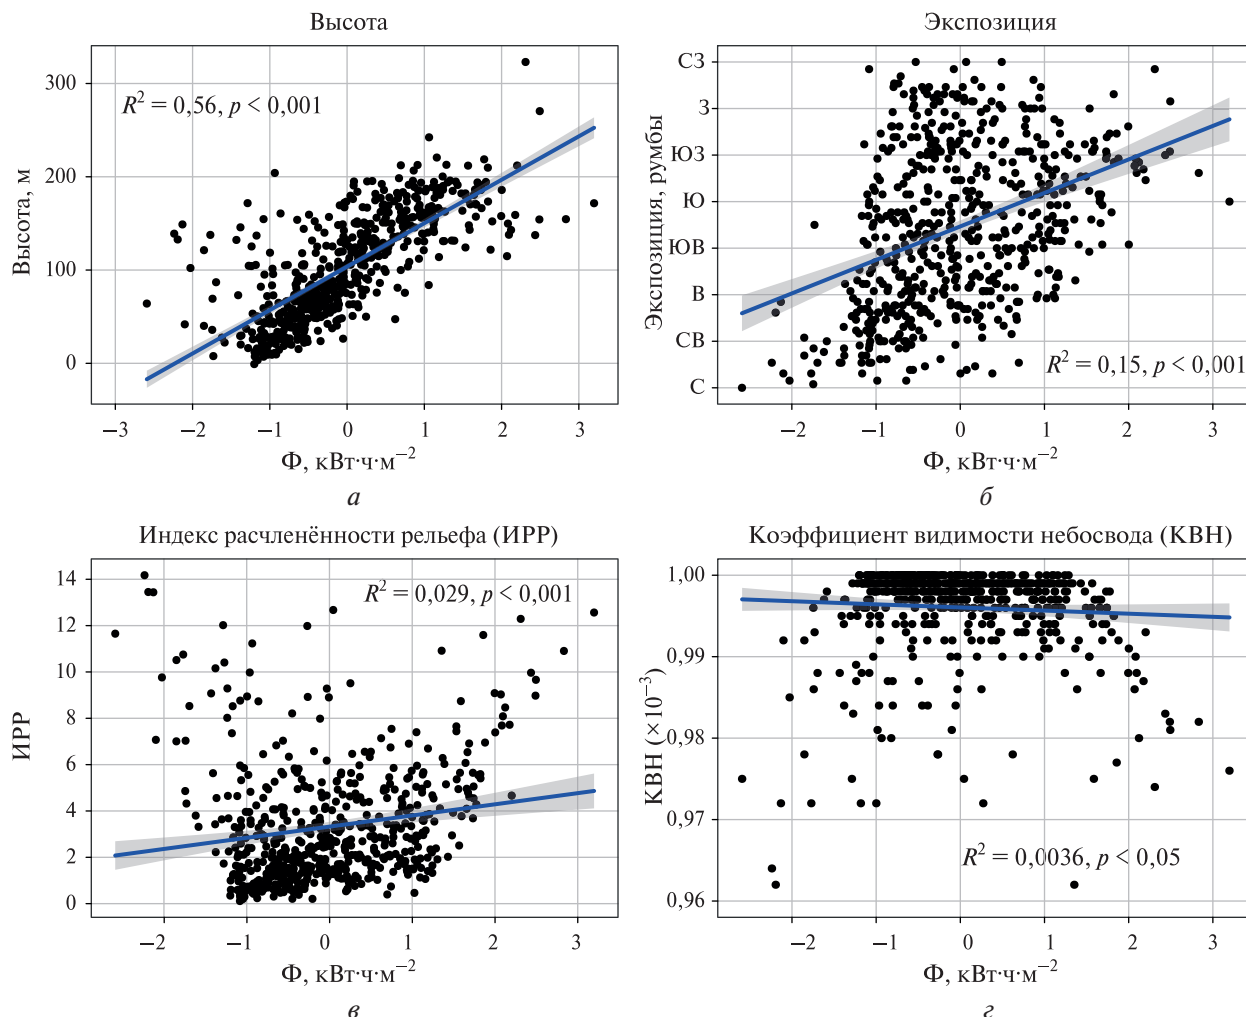 Высота
300
200
100
0
Высота, м
R² = 0,56, p < 0,001
−3 −2 −1 0 1 2 3
Ф, кВт·ч·м⁻²
а
Экспозиция
СЗ
З
ЮЗ
Ю
ЮВ
В
СВ
С
Экспозиция, румбы
R² = 0,15, p < 0,001
−2 −1 0 1 2 3
Ф, кВт·ч·м⁻²
б
Индекс расчленённости рельефа (ИРР)
14
12
10
8
6
4
2
0
ИРР
R² = 0,029, p < 0,001
−2 −1 0 1 2 3
Ф, кВт·ч·м⁻²
в
Коэффициент видимости небосвода (КВН)
1,00
0,99
0,98
0,97
0,96
КВН (×10⁻³)
R² = 0,0036, p < 0,05
−2 −1 0 1 2 3
Ф, кВт·ч·м⁻²
г